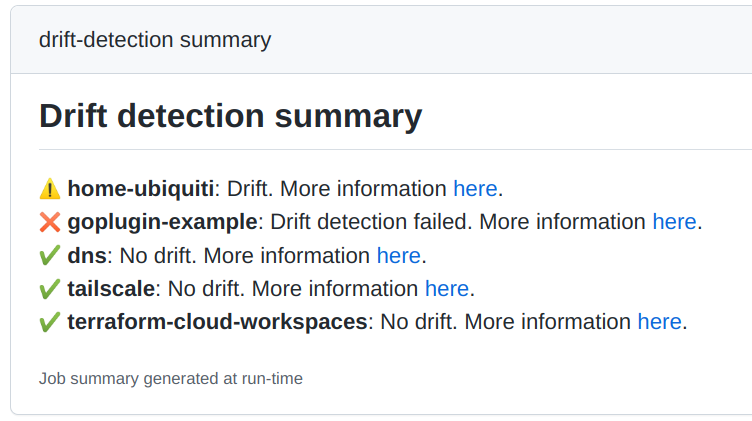 drift-detection summary
Drift detection summary
⚠️ home-ubiquiti: Drift. More information here.
❌ goplugin-example: Drift detection failed. More information here.
✔️ dns: No drift. More information here.
✔️ tailscale: No drift. More information here.
✔️ terraform-cloud-workspaces: No drift. More information here.
Job summary generated at run-time